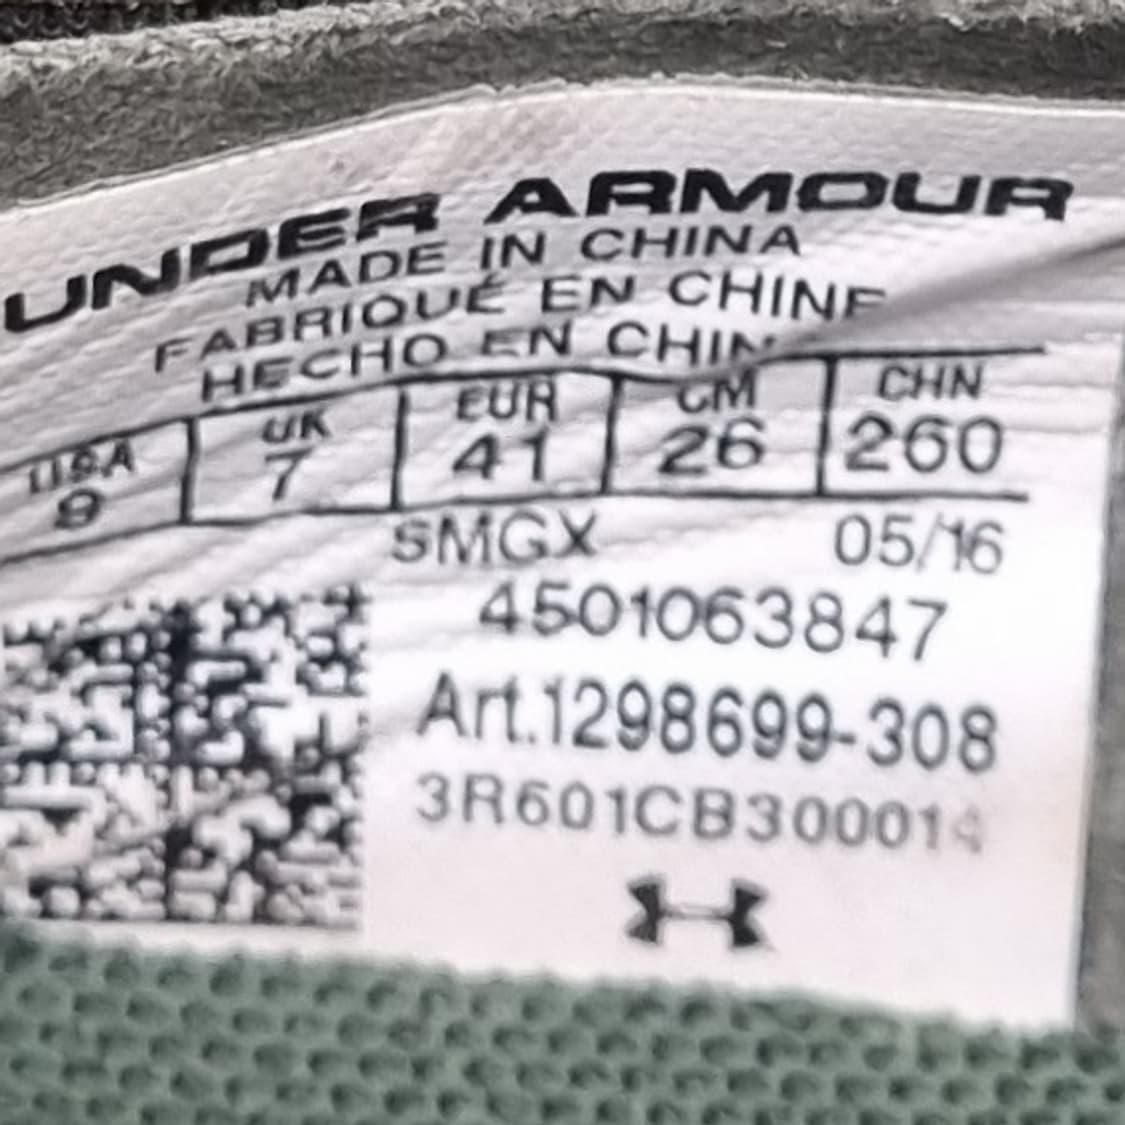 UNDER ARMOUR
MADE IN CHINA
FABRIQUÉ EN CHINE
HECHO EN CHIN
USA UK EUR CM CHN
7 41 26 260
SMGX 05/16
4501063847
Art.1298699-308
3R601CB300014